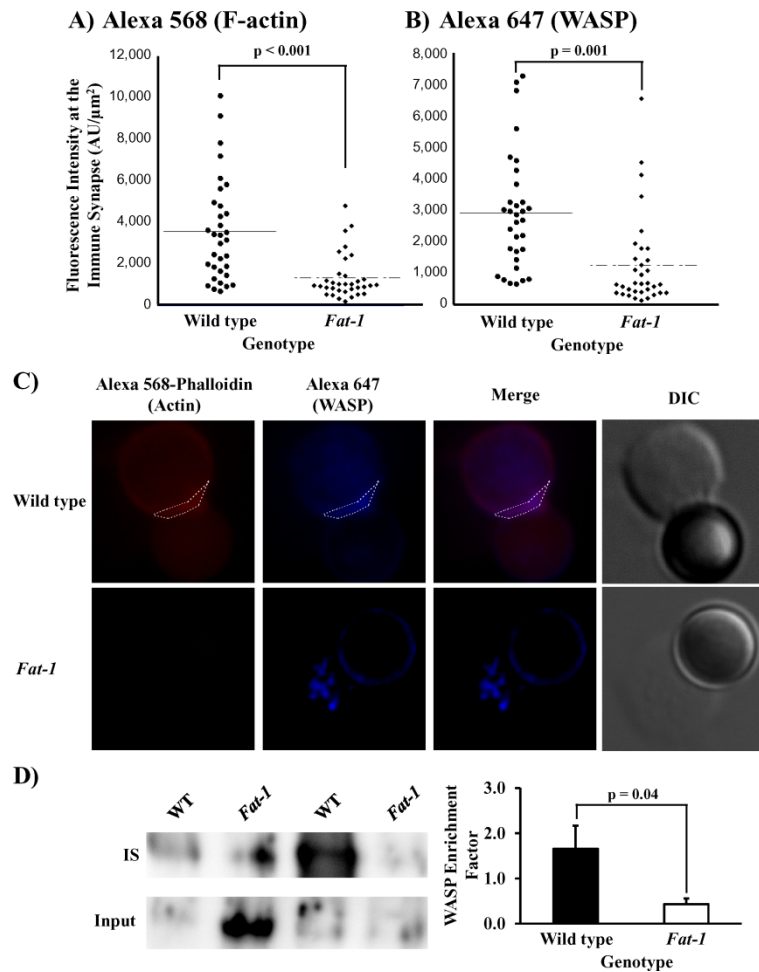 A) Alexa 568 (F-actin)
B) Alexa 647 (WASP)
Fluorescence Intensity at the
Immune Synapse (AU/μm²)
12,000
10,000
8,000
6,000
4,000
2,000
0
p < 0.001
Wild type
Fat-1
Genotype
8,000
7,000
6,000
5,000
4,000
3,000
2,000
1,000
0
p = 0.001
Wild type
Fat-1
Genotype
C)
Alexa 568-Phalloidin
(Actin)
Alexa 647
(WASP)
Merge
DIC
Wild type
Fat-1
D)
WT
Fat-1
WT
Fat-1
IS
Input
WASP Enrichment
Factor
3.0
2.0
1.0
0.0
p = 0.04
Wild type
Fat-1
Genotype